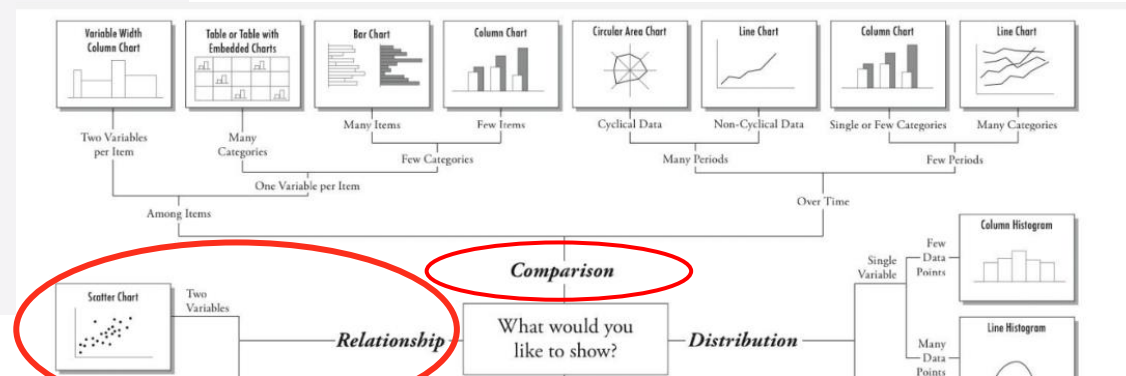 Variable Width
Column Chart
Table or Table with
Embedded Charts
Bar Chart
Column Chart
Circular Area Chart
Line Chart
Column Chart
Line Chart
Two Variables
per Item
Many
Categories
Many Items
Few Items
Cyclical Data
Non-Cyclical Data
Single or Few Categories
Many Categories
Few Categories
Many Periods
Few Periods
One Variable per Item
Over Time
Among Items
Comparison
Column Histogram
Few
Data
Points
Single
Variable
Scatter Chart
Two
Variables
Relationship
What would you
like to show?
Distribution
Line Histogram
Many
Data
Points